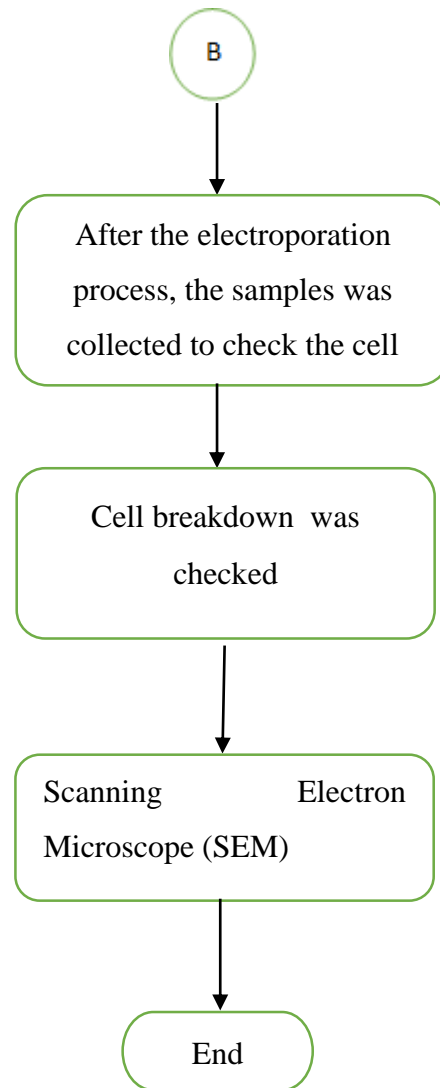 B
After the electroporation
process, the samples was
collected to check the cell
Cell breakdown was
checked
Scanning Electron
Microscope (SEM)
End